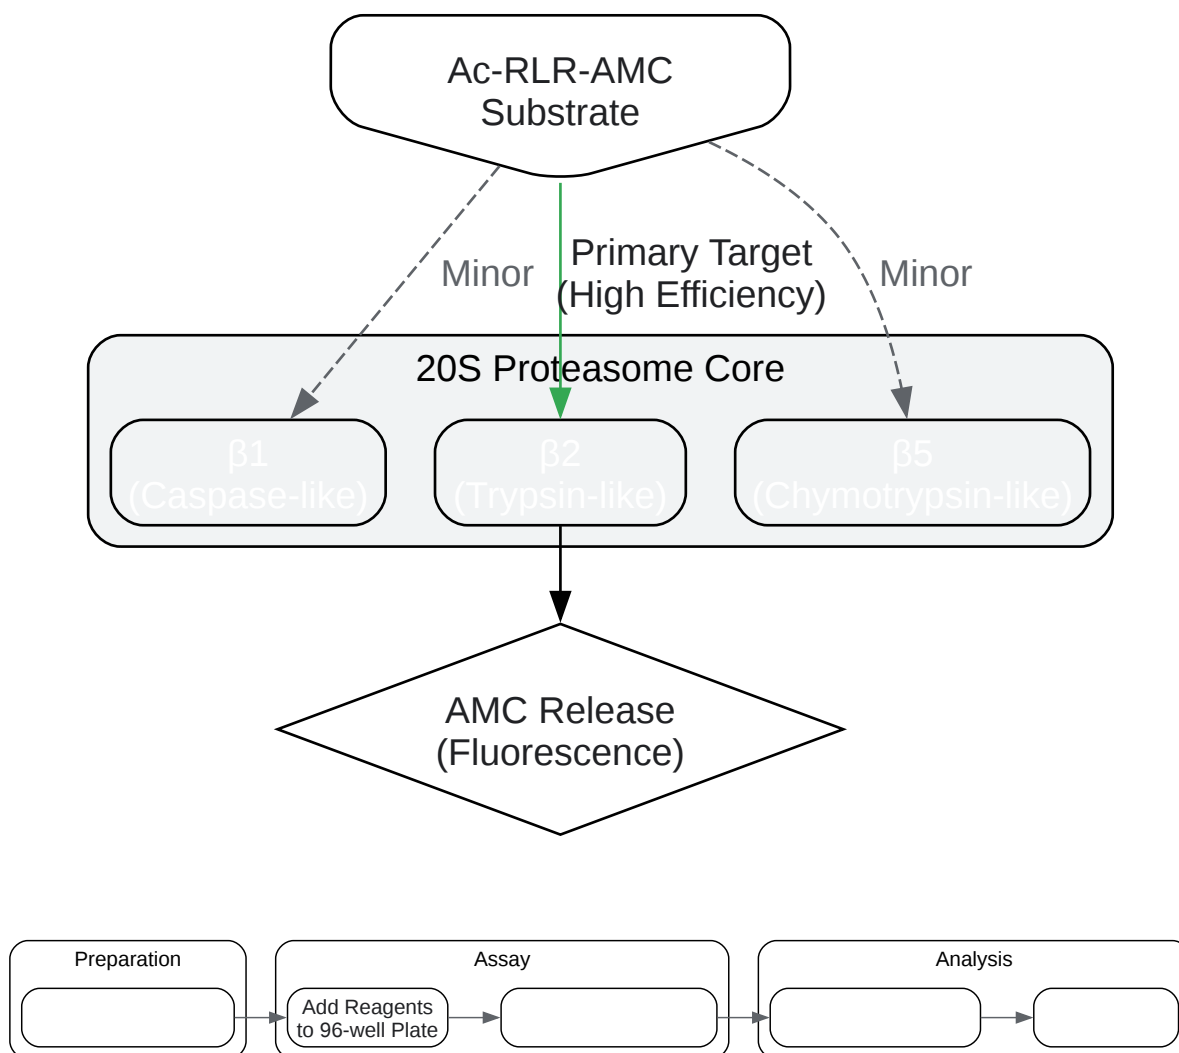 Ac-RLR-AMC
Substrate
Minor
Primary Target
(High Efficiency)
Minor
20S Proteasome Core
β1
(Caspase-like)
β2
(Trypsin-like)
β5
(Chymotrypsin-like)
AMC Release
(Fluorescence)
Preparation
Assay
Analysis
Add Reagents
to 96-well Plate